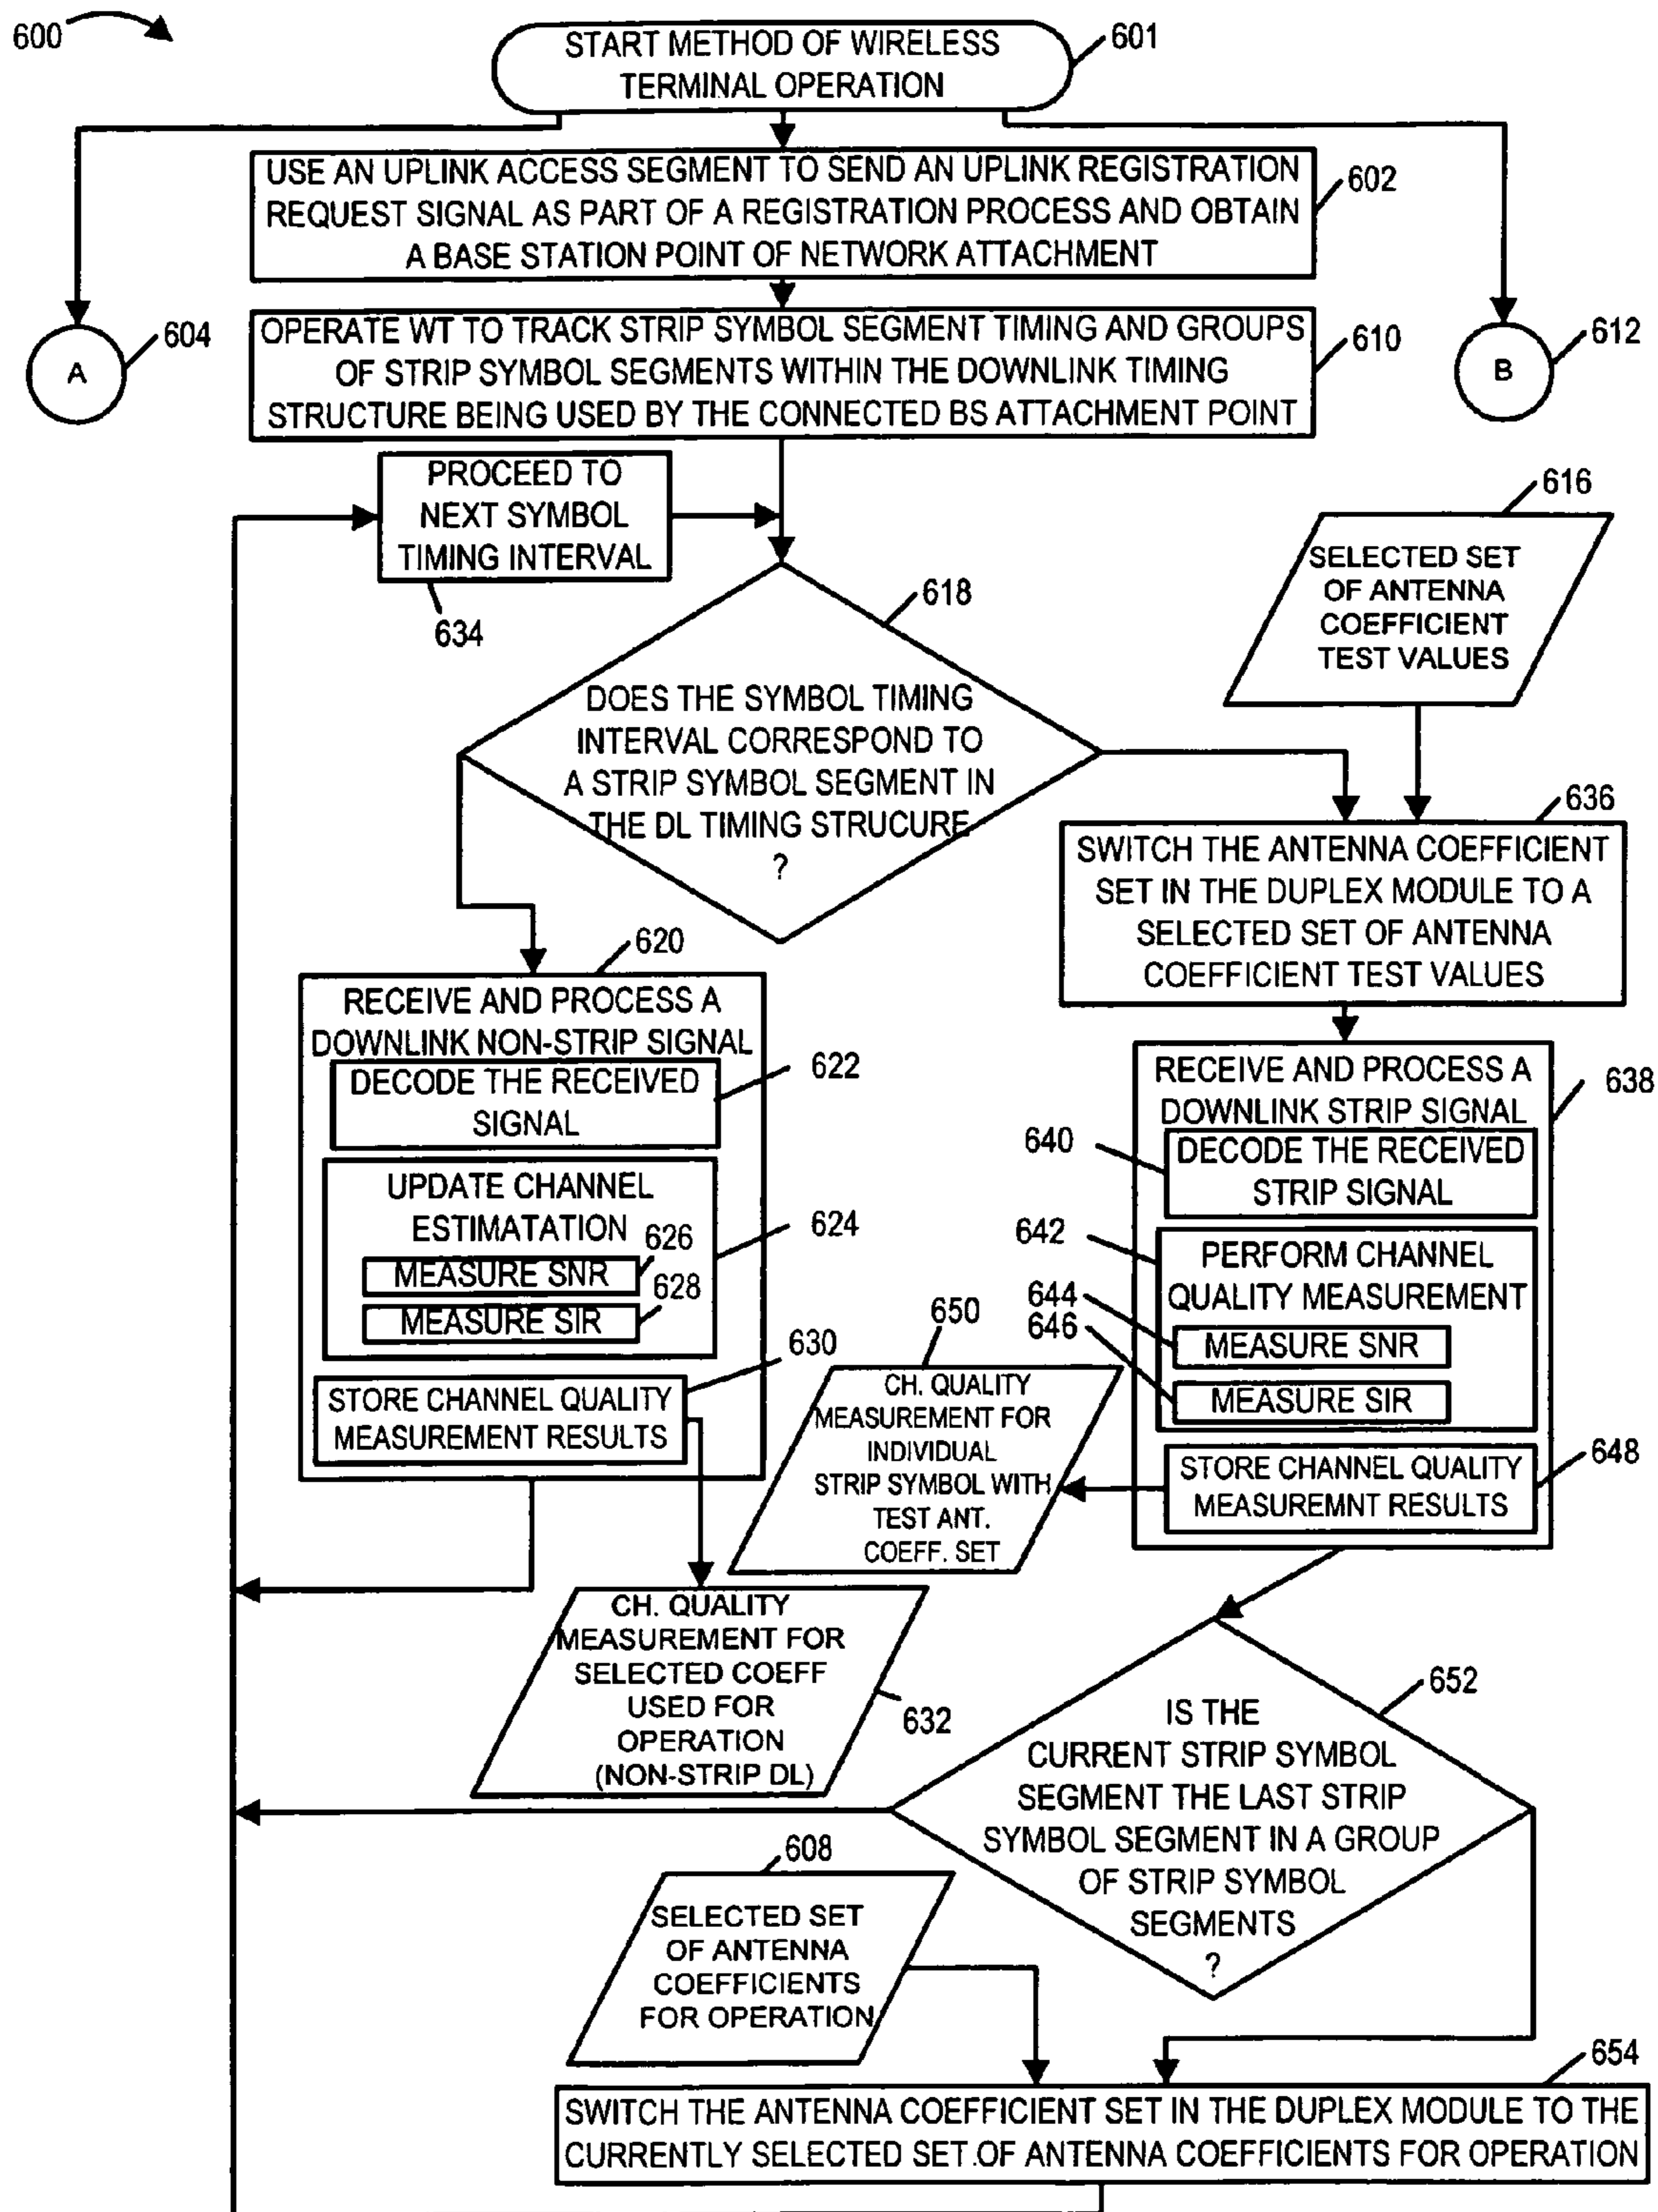 600
START METHOD OF WIRELESS
TERMINAL OPERATION
601
USE AN UPLINK ACCESS SEGMENT TO SEND AN UPLINK REGISTRATION
REQUEST SIGNAL AS PART OF A REGISTRATION PROCESS AND OBTAIN
A BASE STATION POINT OF NETWORK ATTACHMENT
602
A
604
OPERATE WT TO TRACK STRIP SYMBOL SEGMENT TIMING AND GROUPS
OF STRIP SYMBOL SEGMENTS WITHIN THE DOWNLINK TIMING
STRUCTURE BEING USED BY THE CONNECTED BS ATTACHMENT POINT
610
B
612
PROCEED TO
NEXT SYMBOL
TIMING INTERVAL
634
616
SELECTED SET
OF ANTENNA
COEFFICIENT
TEST VALUES
618
DOES THE SYMBOL TIMING
INTERVAL CORRESPOND TO
A STRIP SYMBOL SEGMENT IN
THE DL TIMING STRUCURE
?
636
SWITCH THE ANTENNA COEFFICIENT
SET IN THE DUPLEX MODULE TO A
SELECTED SET OF ANTENNA
COEFFICIENT TEST VALUES
620
RECEIVE AND PROCESS A
DOWNLINK NON-STRIP SIGNAL
DECODE THE RECEIVED
SIGNAL
622
UPDATE CHANNEL
ESTIMATATION
624
626
MEASURE SNR
628
MEASURE SIR
630
STORE CHANNEL QUALITY
MEASUREMENT RESULTS
RECEIVE AND PROCESS A
DOWNLINK STRIP SIGNAL
638
640
DECODE THE RECEIVED
STRIP SIGNAL
642
PERFORM CHANNEL
QUALITY MEASUREMENT
644
MEASURE SNR
646
MEASURE SIR
648
STORE CHANNEL QUALITY
MEASUREMNT RESULTS
650
CH. QUALITY
MEASUREMENT FOR
INDIVIDUAL
STRIP SYMBOL WITH
TEST ANT.
COEFF. SET
CH. QUALITY
MEASUREMENT FOR
SELECTED COEFF
USED FOR
OPERATION
(NON-STRIP DL)
632
652
IS THE
CURRENT STRIP SYMBOL
SEGMENT THE LAST STRIP
SYMBOL SEGMENT IN A GROUP
OF STRIP SYMBOL
SEGMENTS
?
608
SELECTED SET
OF ANTENNA
COEFFICIENTS
FOR OPERATION
654
SWITCH THE ANTENNA COEFFICIENT SET IN THE DUPLEX MODULE TO THE
CURRENTLY SELECTED SET.OF ANTENNA COEFFICIENTS FOR OPERATION